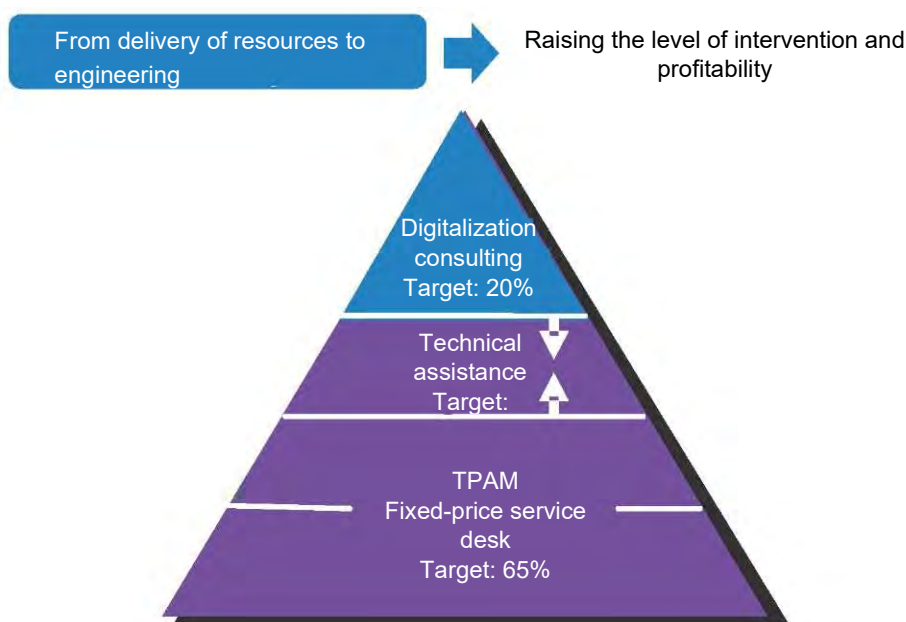 From delivery of resources to
engineering
Raising the level of intervention and
profitability
Digitalization
consulting
Target: 20%
Technical
assistance
Target:
TPAM
Fixed-price service
desk
Target: 65%